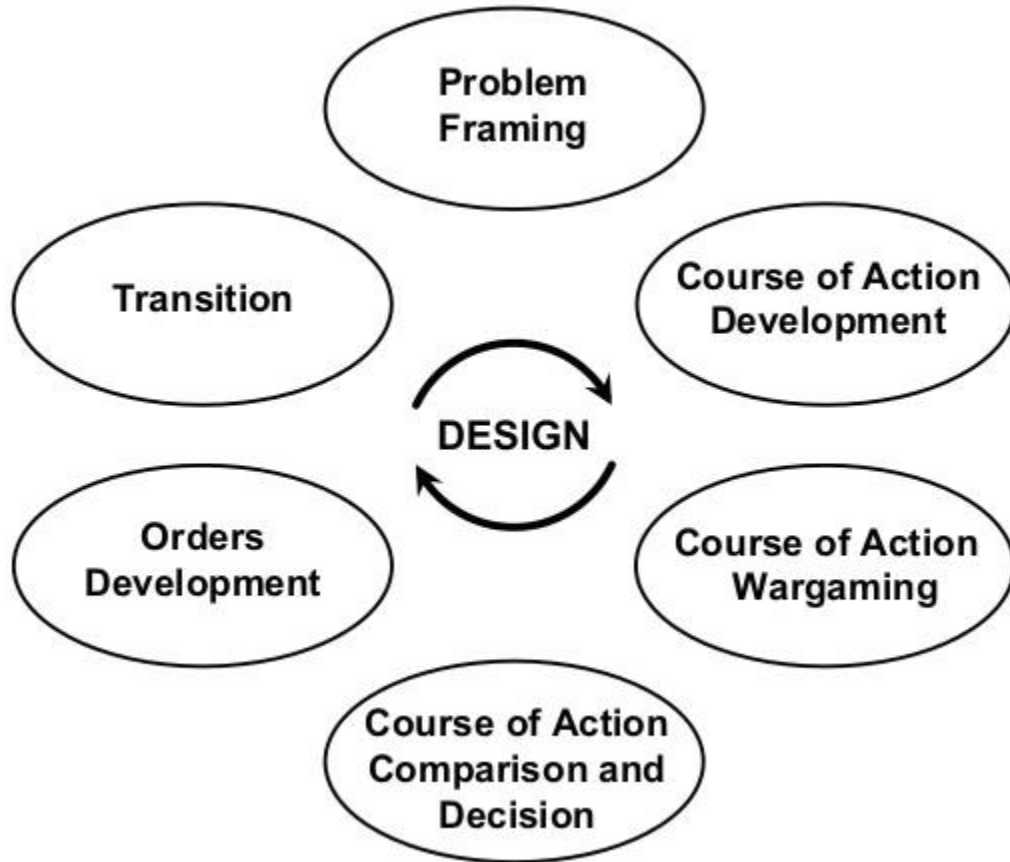 Problem
Framing
Course of Action
Development
Course of Action
Wargaming
Course of Action
Comparison and
Decision
Orders
Development
Transition
DESIGN